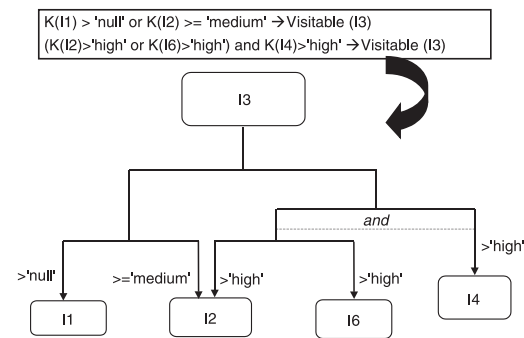 K(I1) > 'null' or K(I2) >= 'medium' →Visitable (I3)
(K(I2)>'high' or K(I6)>'high') and K(I4)>'high' →Visitable (I3)
I3
and
>'null'
>='medium'
>'high'
>'high'
>'high'
I1
I2
I6
I4